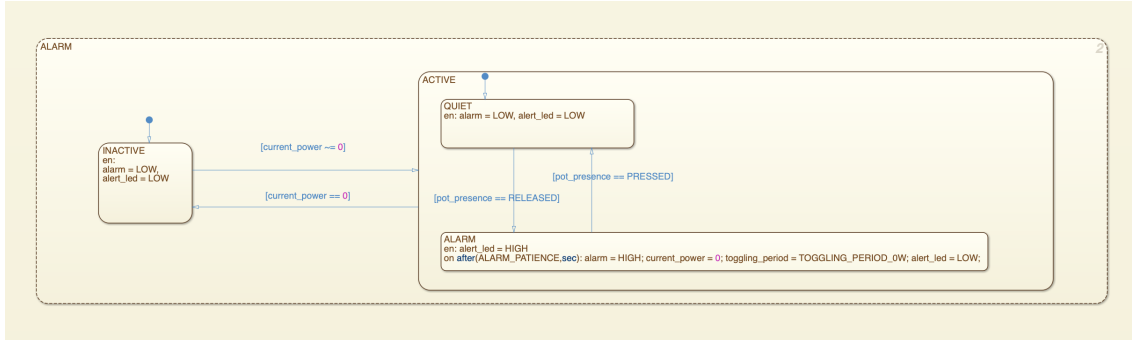 ALARM
2
ACTIVE
QUIET
en: alarm = LOW, alert_led = LOW
INACTIVE
en:
alarm = LOW,
alert_led = LOW
[current_power ~= 0]
[pot_presence == PRESSED]
[current_power == 0]
[pot_presence == RELEASED]
ALARM
en: alert_led = HIGH
on after(ALARM_PATIENCE,sec): alarm = HIGH; current_power = 0; toggling_period = TOGGLING_PERIOD_0W; alert_led = LOW;